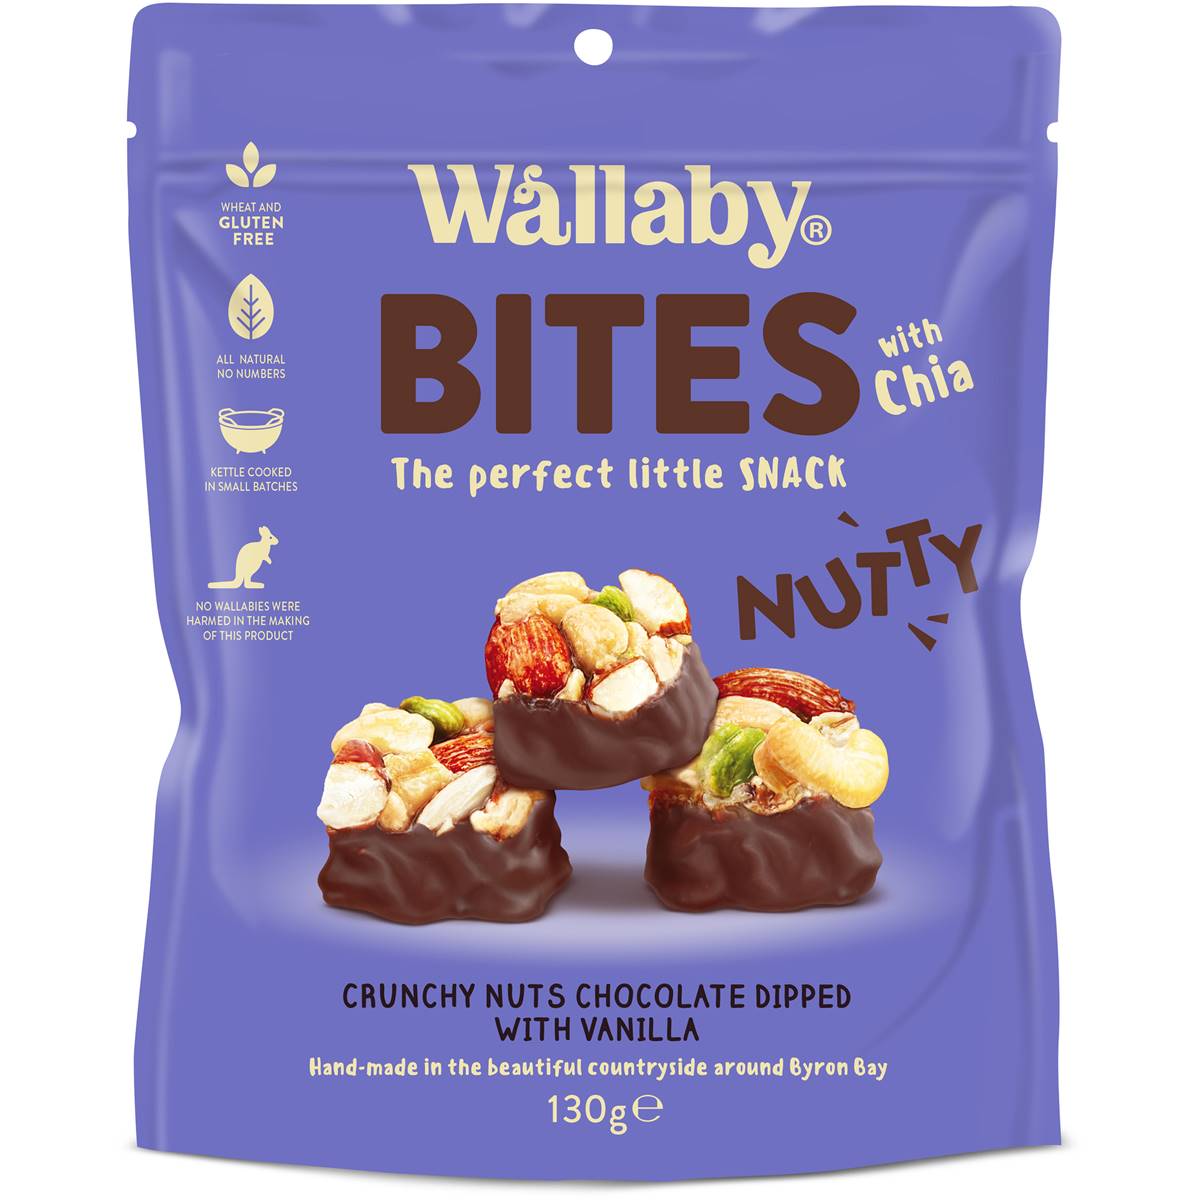 Wallaby®
BITES
with
Chia
The perfect little SNACK
NUTTY
WHEAT AND
GLUTEN
FREE
ALL NATURAL
NO NUMBERS
KETTLE COOKED
IN SMALL BATCHES
NO WALLABIES WERE
HARMED IN THE MAKING
OF THIS PRODUCT
CRUNCHY NUTS CHOCOLATE DIPPED
WITH VANILLA
Hand-made in the beautiful countryside around Byron Bay
130g℮